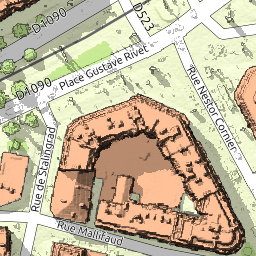 D1090
D523
Place Gustave Rivet
D1090
Rue Nestor Cornier
Rue de Stalingrad
Rue Mallifaud